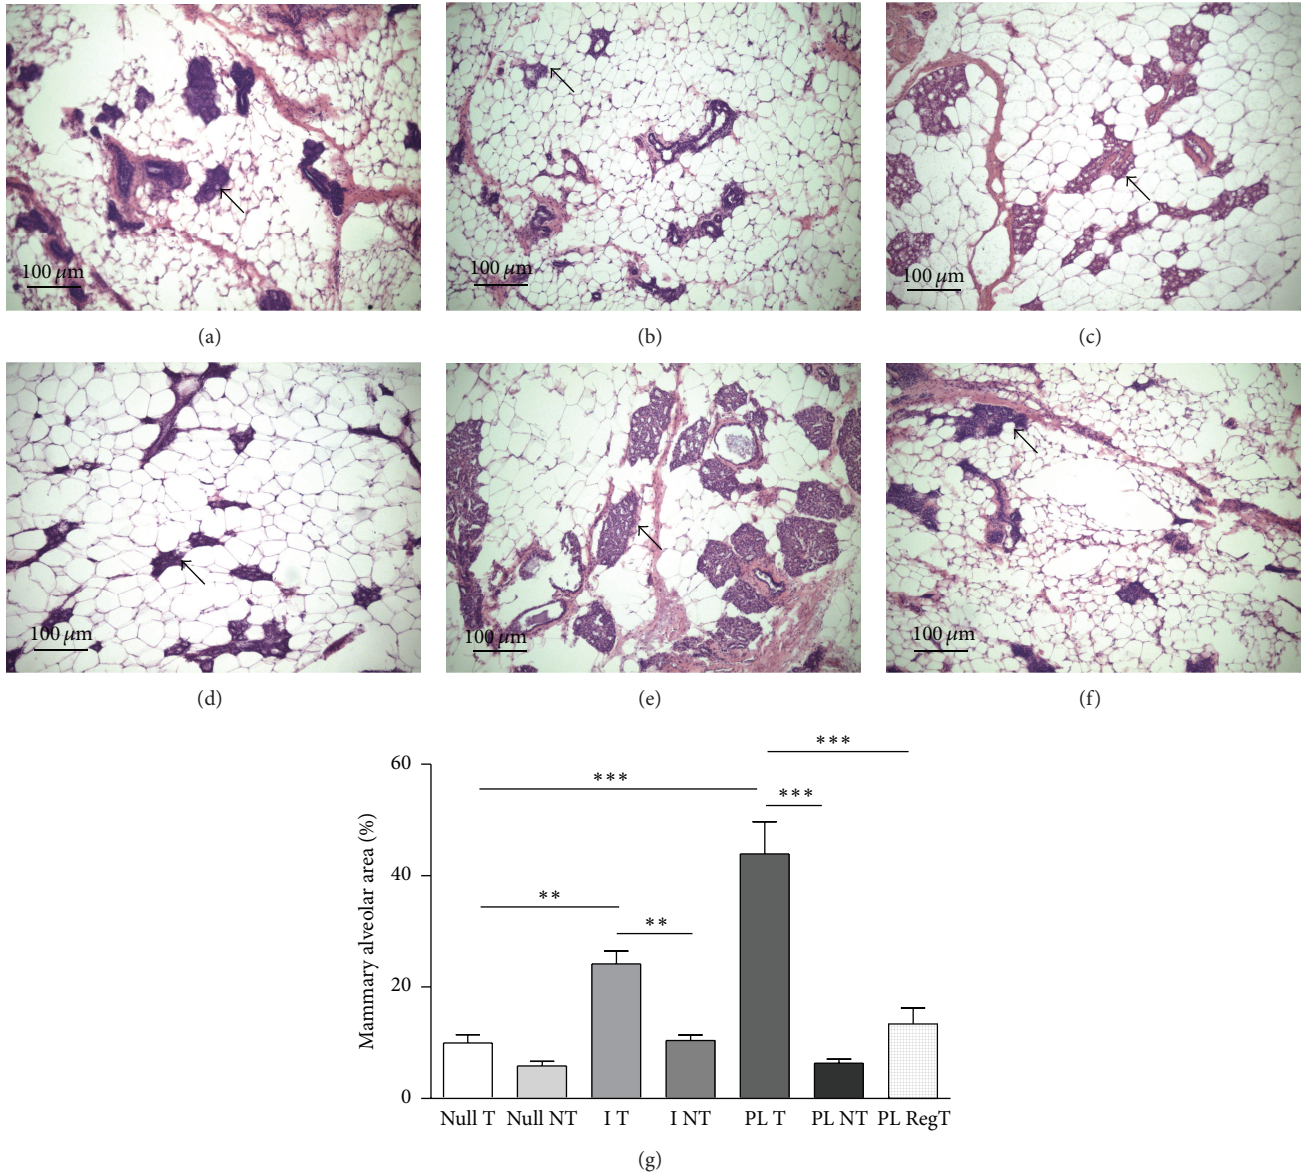 100 μm
100 μm
100 μm
(a)
(b)
(c)
100 μm
100 μm
100 μm
(d)
(e)
(f)
Mammary alveolar area (%)
60
40
20
0
***
***
***
**
**
Null T Null NT I T I NT PL T PL NT PL RegT
(g)